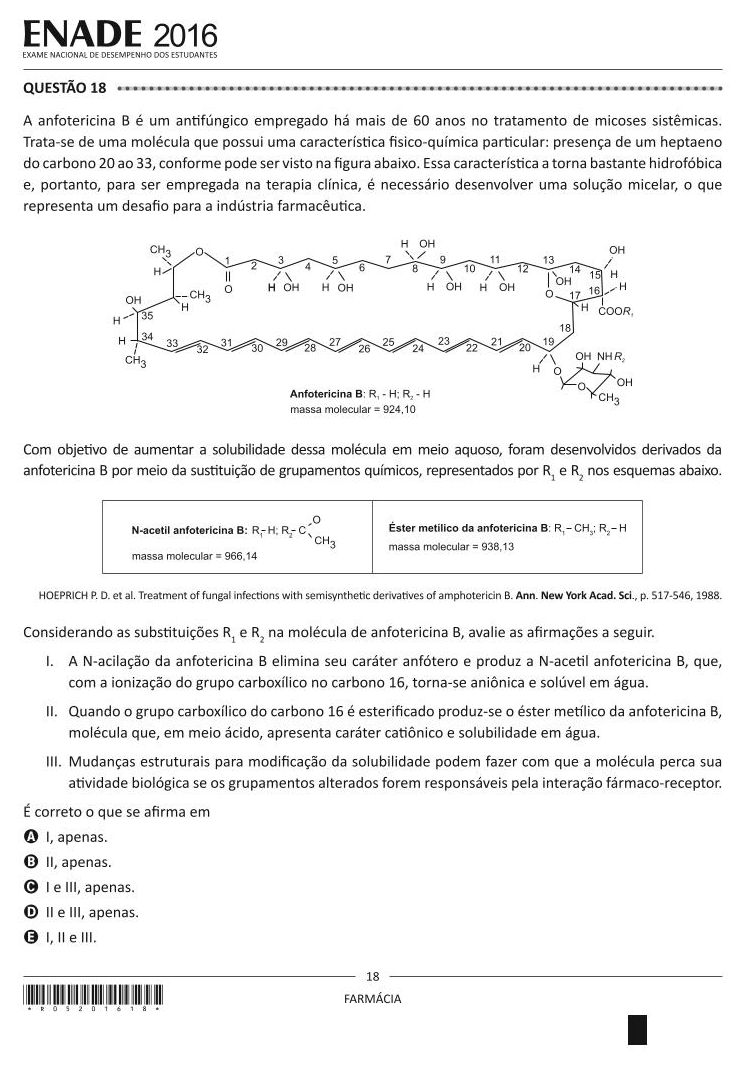 ENADE 2016
EXAME NACIONAL DE DESEMPENHO DOS ESTUDANTES
QUESTÃO 18
A anfotericina B é um antifúngico empregado há mais de 60 anos no tratamento de micoses sistêmicas.
Trata-se de uma molécula que possui uma característica físico-química particular: presença de um heptaeno
do carbono 20 ao 33, conforme pode ser visto na figura abaixo. Essa característica a torna bastante hidrofóbica
e, portanto, para ser empregada na terapia clínica, é necessário desenvolver uma solução micelar, o que
representa um desafio para a indústria farmacêutica.
H OH
CH3 O OH
H 1 2 3 4 5 6 7 8 9 10 11 12 13 14 15 H
O H OH H OH H OH H OH OH 16 H
OH CH3 O 17 H COOR1
H 35 H 18
H 34 33 32 31 30 29 28 27 26 25 24 23 22 21 20 19
CH3 H O OH NHR2
O OH
CH3
Anfotericina B: R1 - H; R2 - H
massa molecular = 924,10
Com objetivo de aumentar a solubilidade dessa molécula em meio aquoso, foram desenvolvidos derivados da
anfotericina B por meio da sustituição de grupamentos químicos, representados por R1 e R2 nos esquemas abaixo.
N-acetil anfotericina B: R1-H; R2-C O CH3
massa molecular = 966,14
Éster metílico da anfotericina B: R1-CH3; R2-H
massa molecular = 938,13
HOEPRICH P. D. et al. Treatment of fungal infections with semisynthetic derivatives of amphotericin B. Ann. New York Acad. Sci., p. 517-546, 1988.
Considerando as substituições R1 e R2 na molécula de anfotericina B, avalie as afirmações a seguir.
I. A N-acilação da anfotericina B elimina seu caráter anfótero e produz a N-acetil anfotericina B, que,
com a ionização do grupo carboxílico no carbono 16, torna-se aniônica e solúvel em água.
II. Quando o grupo carboxílico do carbono 16 é esterificado produz-se o éster metílico da anfotericina B,
molécula que, em meio ácido, apresenta caráter catiônico e solubilidade em água.
III. Mudanças estruturais para modificação da solubilidade podem fazer com que a molécula perca sua
atividade biológica se os grupamentos alterados forem responsáveis pela interação fármaco-receptor.
É correto o que se afirma em
A I, apenas.
B II, apenas.
C I e III, apenas.
D II e III, apenas.
E I, II e III.
18
FARMÁCIA
* R 0 5 2 0 1 6 1 8 *